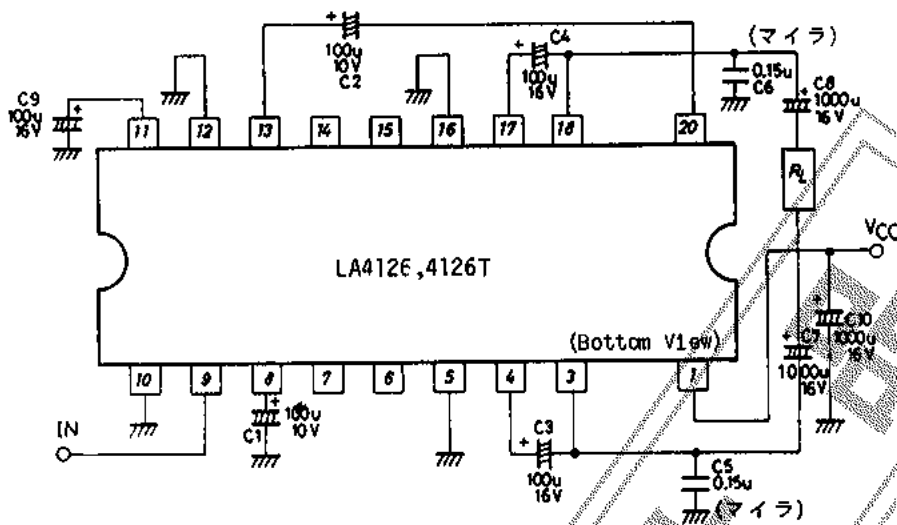 C9
100u
16V
+
+
100u
10V
C2
+
C4
100u
16V
(マイラ)
0.15u
C6
+
C8
1000u
16V
11
12
13
14
15
16
17
18
20
RL
VCC
LA4126,4126T
(Bottom View)
+
C10
1000u
16V
+
C7
1000u
16V
10
9
8
7
6
5
4
3
1
IN
+
100u
10V
C1
+
C3
100u
16V
C5
0.15u
(マイラ)